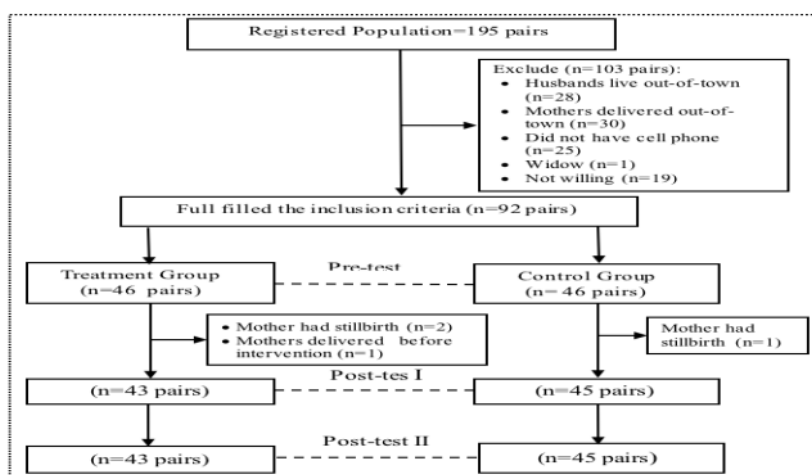 Registered Population=195 pairs
Exclude (n=103 pairs):
• Husbands live out-of-town
(n=28)
• Mothers delivered out-of-
town (n=30)
• Did not have cell phone
(n=25)
• Widow (n=1)
• Not willing (n=19)
Full filled the inclusion criteria (n=92 pairs)
Treatment Group
(n=46 pairs)
Pre-test
Control Group
(n= 46 pairs)
• Mother had stillbirth (n=2)
• Mothers delivered before
intervention (n=1)
Mother had
stillbirth (n=1)
(n=43 pairs)
Post-tes I
(n=45 pairs)
(n=43 pairs)
Post-test II
(n=45 pairs)